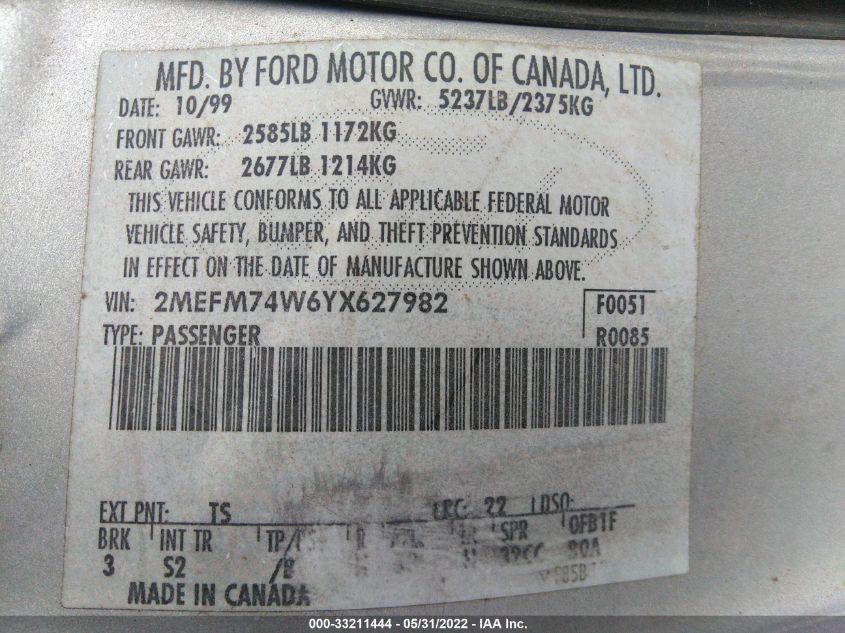 MFD. BY FORD MOTOR CO. OF CANADA, LTD.
DATE: 10/99 GVWR: 5237LB/2375KG
FRONT GAWR: 2585LB 1172KG
REAR GAWR: 2677LB 1214KG
THIS VEHICLE CONFORMS TO ALL APPLICABLE FEDERAL MOTOR
VEHICLE SAFETY, BUMPER, AND THEFT PREVENTION STANDARDS
IN EFFECT ON THE DATE OF MANUFACTURE SHOWN ABOVE.
VIN: 2MEFM74W6YX627982 F0051
TYPE: PASSENGER R0085
EXT PNT: TS 22 LDSO:
BRK INT TR SPR
3 S2 /B
MADE IN CANADA
000-33211444 - 05/31/2022 - IAA Inc.